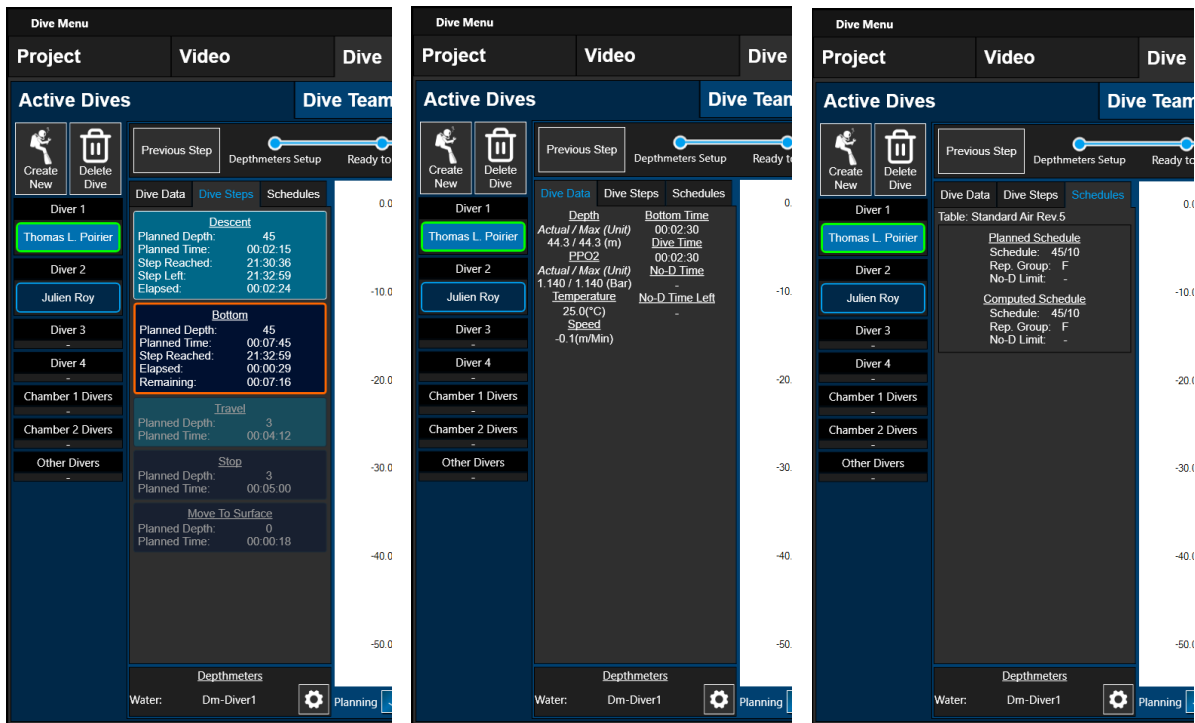 Dive Menu
Project Video Dive
Active Dives Dive Team
Create New
Delete Dive
Previous Step
Depthmeters Setup
Ready to
Dive Data Dive Steps Schedules
Diver 1
Thomas L. Poirier
Diver 2
Julien Roy
Diver 3
-
Diver 4
-
Chamber 1 Divers
-
Chamber 2 Divers
-
Other Divers
-
Descent
Planned Depth: 45
Planned Time: 00:02:15
Step Reached: 21:30:36
Step Left: 21:32:59
Elapsed: 00:02:24
Bottom
Planned Depth: 45
Planned Time: 00:07:45
Step Reached: 21:32:59
Elapsed: 00:00:29
Remaining: 00:07:16
Travel
Planned Depth: 3
Planned Time: 00:04:12
Stop
Planned Depth: 3
Planned Time: 00:05:00
Move To Surface
Planned Depth: 0
Planned Time: 00:00:18
0.0
-10.0
-20.0
-30.0
-40.0
-50.0
Depthmeters
Water: Dm-Diver1
Planning
Dive Menu
Project Video Dive
Active Dives Dive Team
Create New
Delete Dive
Previous Step
Depthmeters Setup
Ready to
Dive Data Dive Steps Schedules
Diver 1
Thomas L. Poirier
Diver 2
Julien Roy
Diver 3
-
Diver 4
-
Chamber 1 Divers
-
Chamber 2 Divers
-
Other Divers
-
Depth
Actual / Max (Unit)
44.3 / 44.3 (m)
PPO2
Actual / Max (Unit)
1.140 / 1.140 (Bar)
Temperature
25.0(°C)
Speed
-0.1(m/Min)
Bottom Time
00:02:30
Dive Time
00:02:30
No-D Time
-
No-D Time Left
-
0.
-10.
-20.
-30.
-40.
-50.
Depthmeters
Water: Dm-Diver1
Planning
Dive Menu
Project Video Dive
Active Dives Dive Team
Create New
Delete Dive
Previous Step
Depthmeters Setup
Ready to
Dive Data Dive Steps Schedules
Diver 1
Thomas L. Poirier
Diver 2
Julien Roy
Diver 3
-
Diver 4
-
Chamber 1 Divers
-
Chamber 2 Divers
-
Other Divers
-
Table: Standard Air Rev.5
Planned Schedule
Schedule: 45/10
Rep. Group: F
No-D Limit: -
Computed Schedule
Schedule: 45/10
Rep. Group: F
No-D Limit: -
0.0
-10.0
-20.0
-30.0
-40.0
-50.0
Depthmeters
Water: Dm-Diver1
Planning